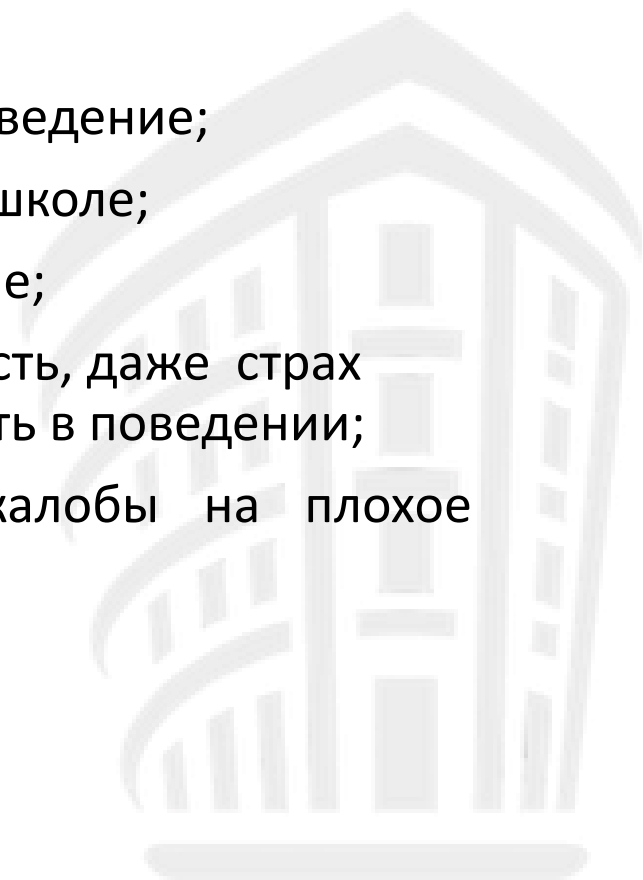 ведение;
школе;
е;
сть, даже страх
ть в поведении;
жалобы на плохое